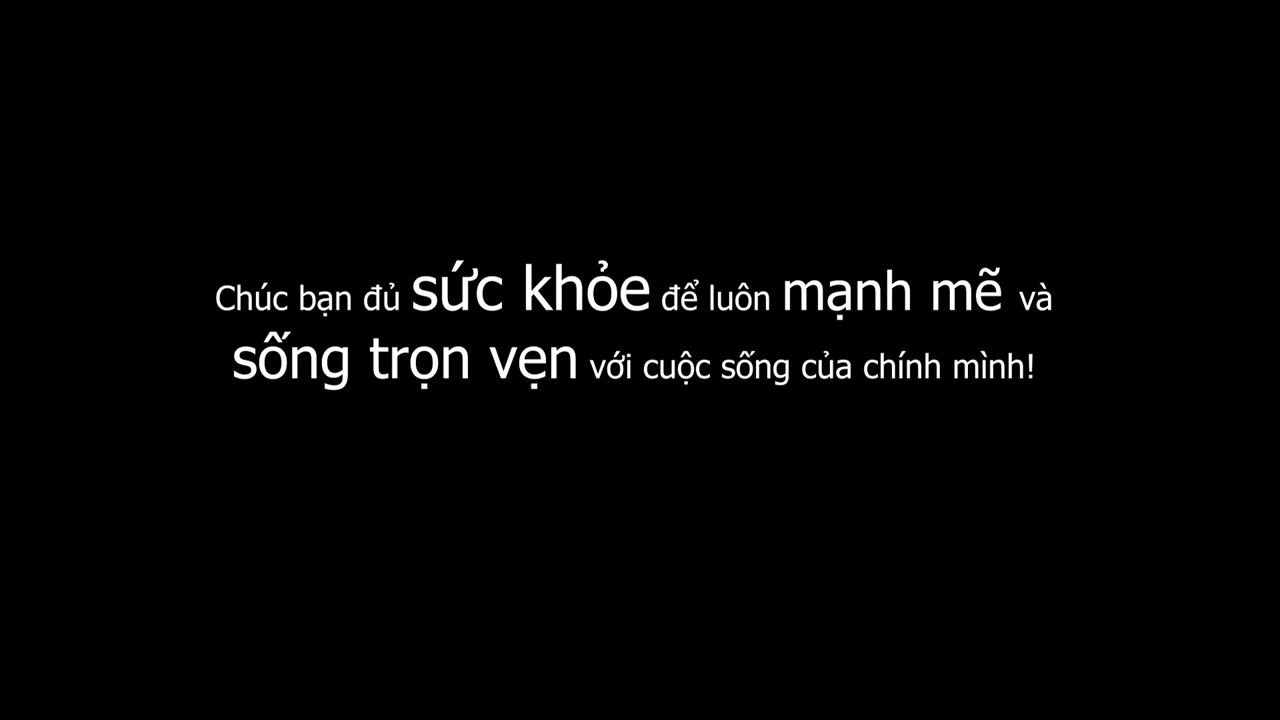 Chúc bạn đủ sức khỏe để luôn mạnh mẽ và
sống trọn vẹn với cuộc sống của chính mình!